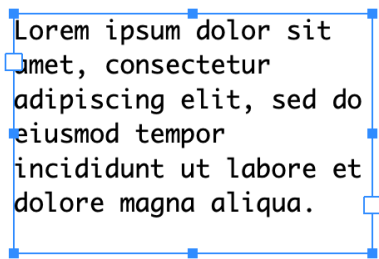 Lorem ipsum dolor sit
amet, consectetur
adipiscing elit, sed do
eiusmod tempor
incididunt ut labore et
dolore magna aliqua.